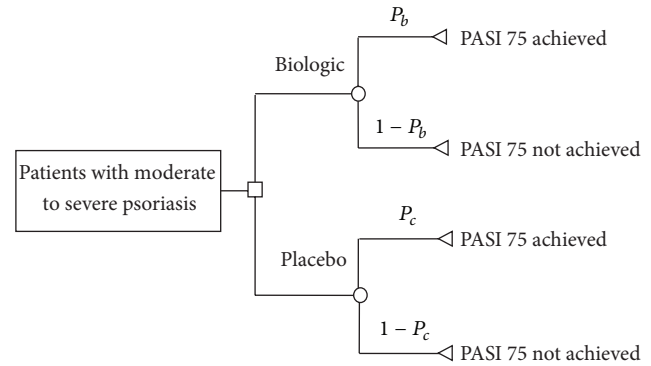 P_b
PASI 75 achieved
Biologic
1 − P_b
PASI 75 not achieved
Patients with moderate
to severe psoriasis
P_c
PASI 75 achieved
Placebo
1 − P_c
PASI 75 not achieved